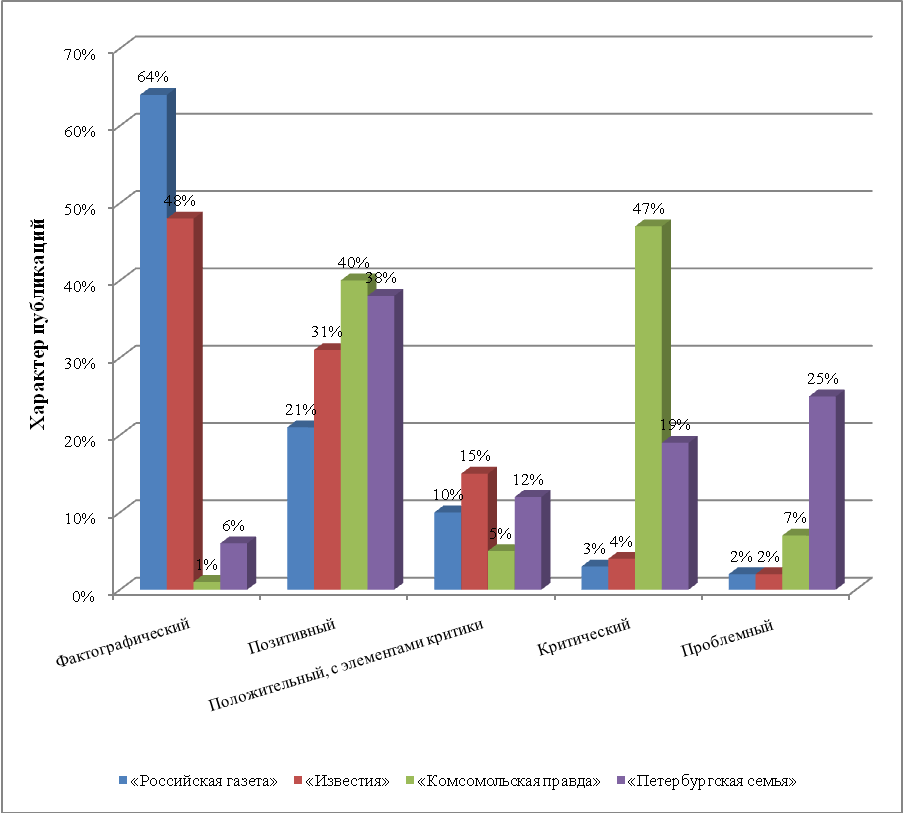 Характер публикаций
70%
60%
50%
40%
30%
20%
10%
0%
64%
48%
1%
6%
21%
31%
40%
38%
10%
15%
5%
12%
3%
4%
47%
19%
2%
2%
7%
25%
Фактографический
Позитивный
Положительный, с элементами критики
Критический
Проблемный
«Российская газета»
«Известия»
«Комсомольская правда»
«Петербургская семья»